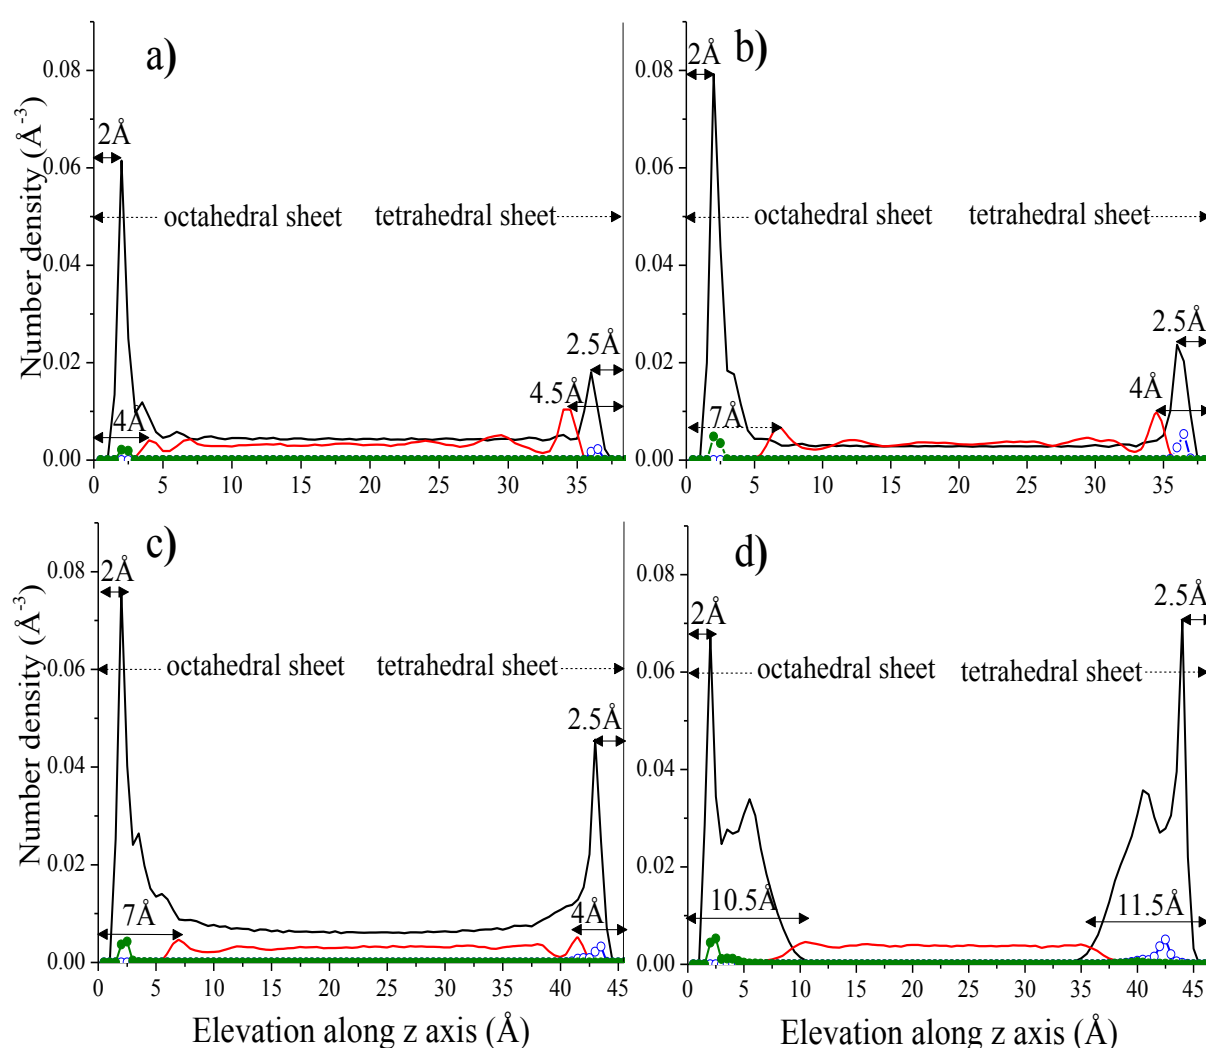 a)
b)
0.08
0.06
0.04
0.02
0.00
0 5 10 15 20 25 30 35
2Å
octahedral sheet
tetrahedral sheet
2.5Å
4.5Å
4Å
Number density (Å-3)
0.08
0.06
0.04
0.02
0.00
0 5 10 15 20 25 30 35
2Å
octahedral sheet
tetrahedral sheet
2.5Å
4Å
7Å
c)
d)
0.08
0.06
0.04
0.02
0.00
0 5 10 15 20 25 30 35 40 45
2Å
octahedral sheet
tetrahedral sheet
2.5Å
7Å
4Å
Number density (Å-3)
Elevation along z axis (Å)
0.08
0.06
0.04
0.02
0.00
0 5 10 15 20 25 30 35 40 45
2Å
2.5Å
octahedral sheet
tetrahedral sheet
10.5Å
11.5Å
Elevation along z axis (Å)